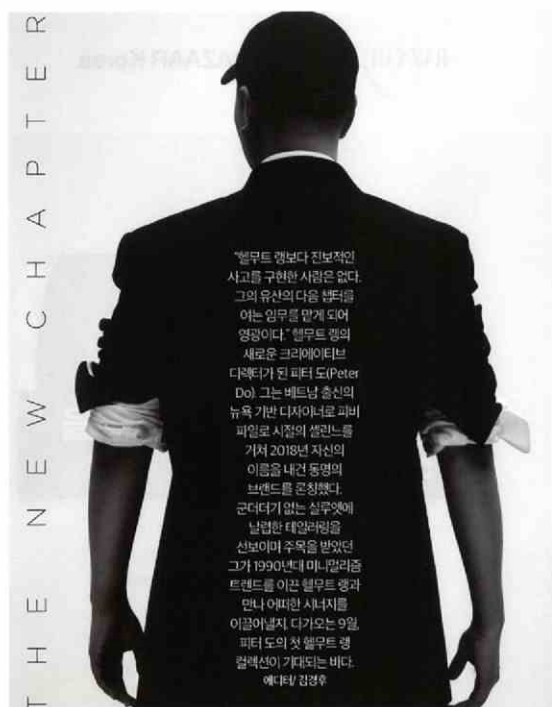 THE NEW CHAPTER
BAZAAR Korea
"헬무트 랭보다 진보적인
사고를 구현한 사람은 없다.
그의 유산의 다음 챕터를
여는 임무를 맡게 되어
영광이다." 헬무트 랭의
새로운 크리에이티브
디렉터가 된 피터 도(Peter
Do). 그는 베트남 출신의
뉴욕 기반 디자이너로 피비
파일로 시절의 셀린느를
거쳐 2018년 자신의
이름을 내건 동명의
브랜드를 론칭했다.
군더더기 없는 실루엣에
날렵한 테일러링을
선보이며 주목을 받았던
그가 1990년대 미니멀리즘
트렌드를 이끈 헬무트 랭과
만나 어떠한 시너지를
이끌어낼지. 다가오는 9월,
피터 도의 첫 헬무트 랭
컬렉션이 기대되는 바다.
에디터/ 김경후